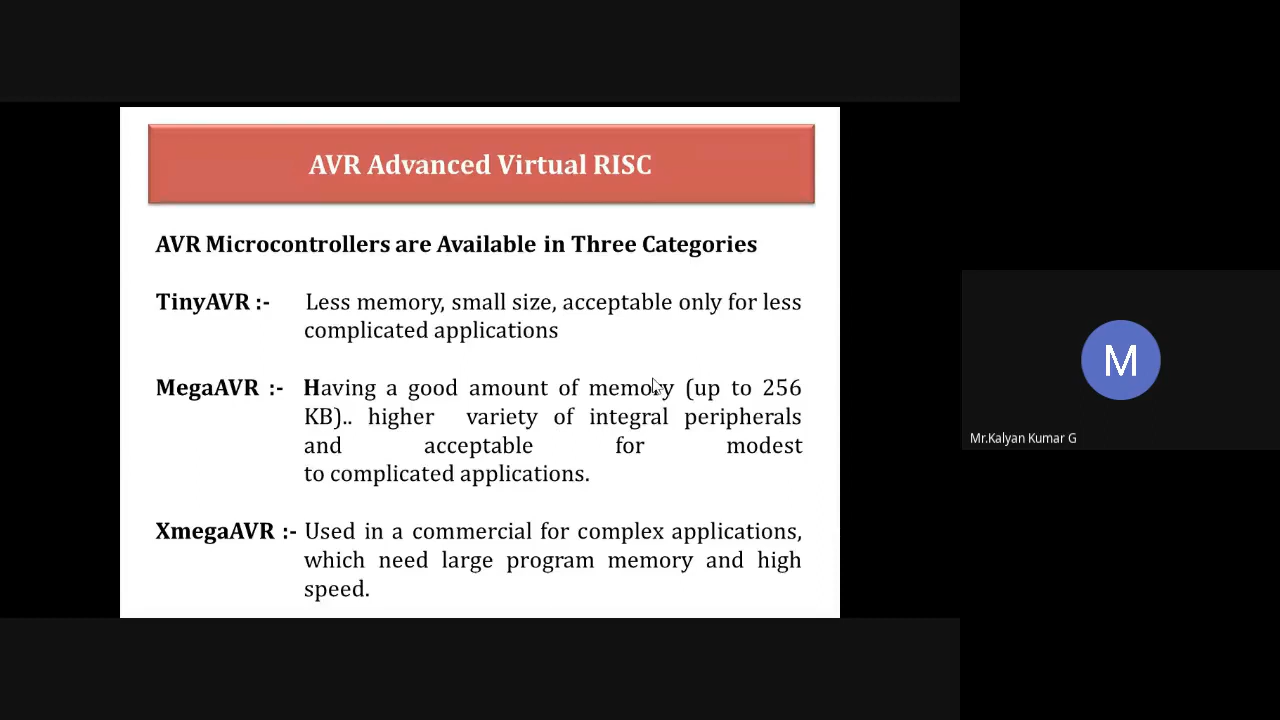 AVR Advanced Virtual RISC
AVR Microcontrollers are Available in Three Categories
TinyAVR :- Less memory, small size, acceptable only for less
complicated applications
MegaAVR :- Having a good amount of memory (up to 256
KB).. higher variety of integral peripherals
and acceptable for modest
to complicated applications.
XmegaAVR :- Used in a commercial for complex applications,
which need large program memory and high
speed.
M
Mr.Kalyan Kumar G